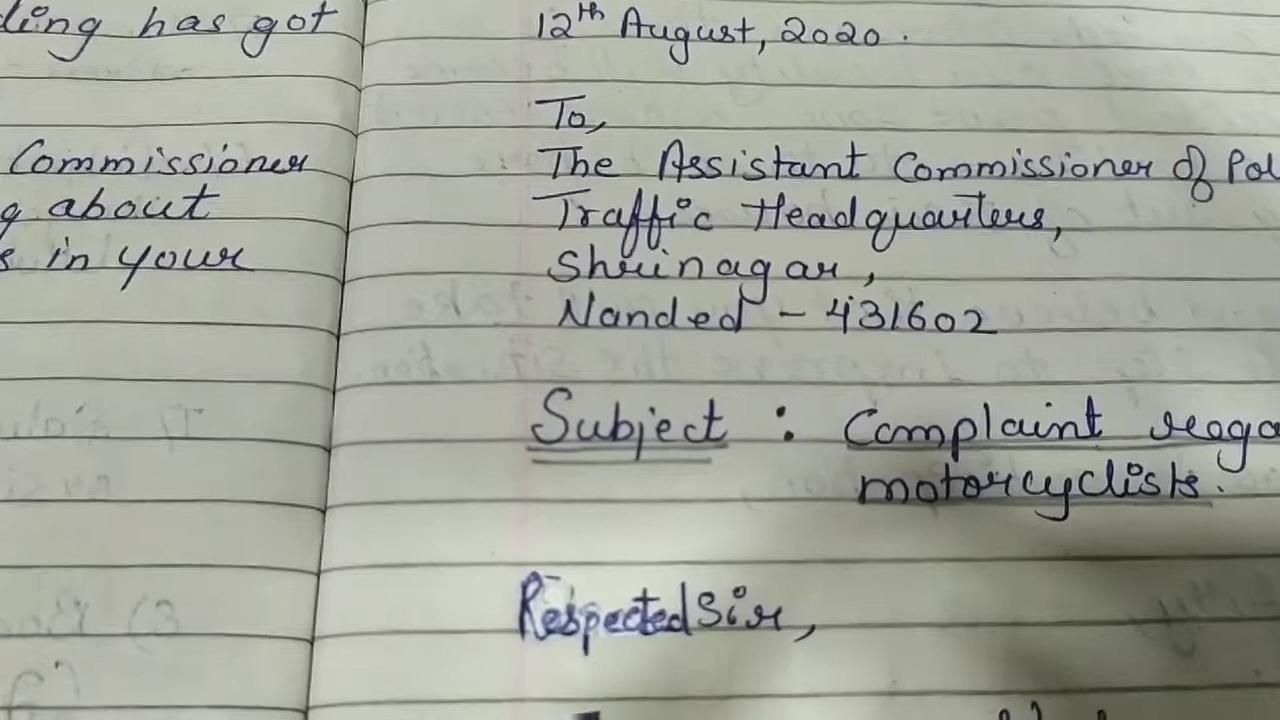 ling has got
Commissioner
g about
s in your
12th August, 2020.
To,
The Assistant Commissioner of Pol
Traffic Headquarters,
Shrinagar,
Nanded - 431602
Subject : Complaint rega
motorcyclists.
Respected Sir,